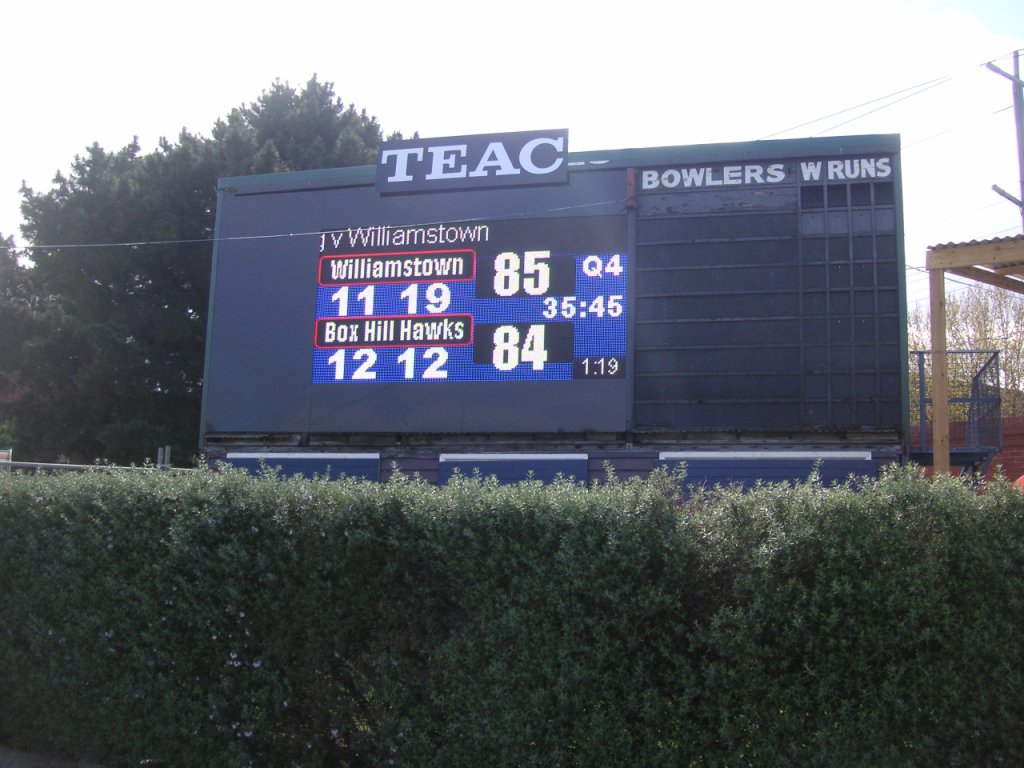 TEAC
BOWLERS W RUNS
v Williamstown
Williamstown 85 Q4
11 19 35:45
Box Hill Hawks 84
12 12 1:19